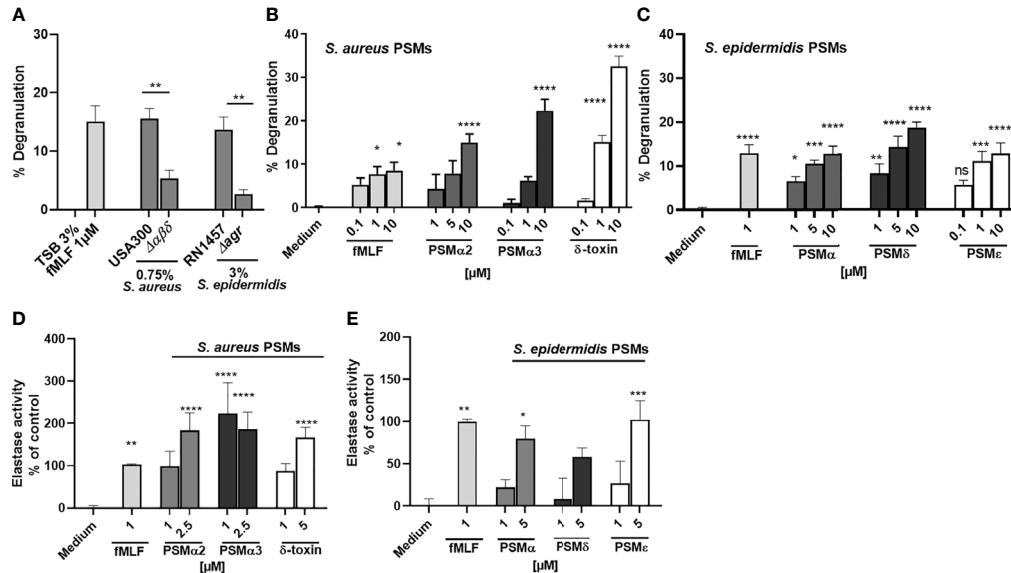 A
% Degranulation
40
30
20
10
0
**
**
TSB 3%
fMLF 1µM
USA300
Δαβδ
RN1457
Δagr
0.75%
S. aureus
3%
S. epidermidis
B
S. aureus PSMs
% Degranulation
40
30
20
10
0
* * **** **** **** ****
Medium 0.1 1 10 1 5 10 1 5 10 0.1 1 10
fMLF PSMα2 PSMα3 δ-toxin
[µM]
C
S. epidermidis PSMs
% Degranulation
40
30
20
10
0
**** * *** **** ** **** **** ns *** ****
Medium 1 1 5 10 1 5 10 0.1 1 10
fMLF PSMα PSMδ PSMε
[µM]
D
S. aureus PSMs
Elastase activity
% of control
400
300
200
100
0
** **** **** **** ****
Medium 1 1 2.5 1 2.5 1 5
fMLF PSMα2 PSMα3 δ-toxin
[µM]
E
S. epidermidis PSMs
Elastase activity
% of control
200
150
100
50
0
** * ***
Medium 1 1 5 1 5 1 5
fMLF PSMα PSMδ PSMε
[µM]